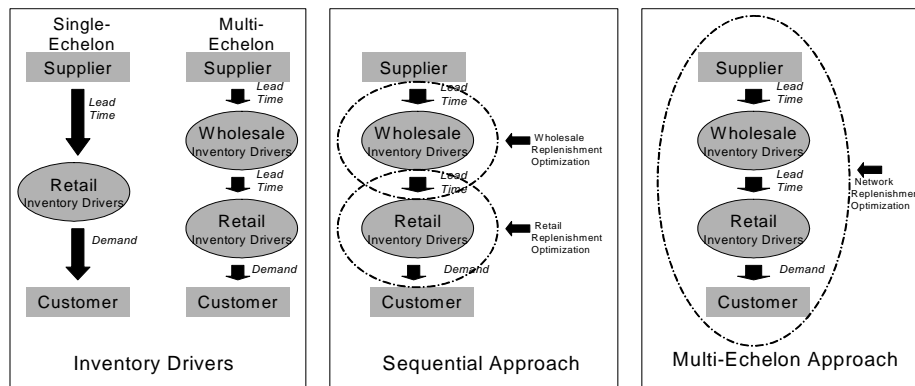 Single-
Echelon
Supplier
Lead
Time
Retail
Inventory Drivers
Demand
Customer
Multi-
Echelon
Supplier
Lead
Time
Wholesale
Inventory Drivers
Lead
Time
Retail
Inventory Drivers
Demand
Customer
Inventory Drivers
Supplier
Lead
Time
Wholesale
Inventory Drivers
Wholesale
Replenishment
Optimization
Lead
Time
Retail
Inventory Drivers
Retail
Replenishment
Optimization
Demand
Customer
Sequential Approach
Supplier
Lead
Time
Wholesale
Inventory Drivers
Lead
Time
Network
Replenishment
Optimization
Retail
Inventory Drivers
Demand
Customer
Multi-Echelon Approach